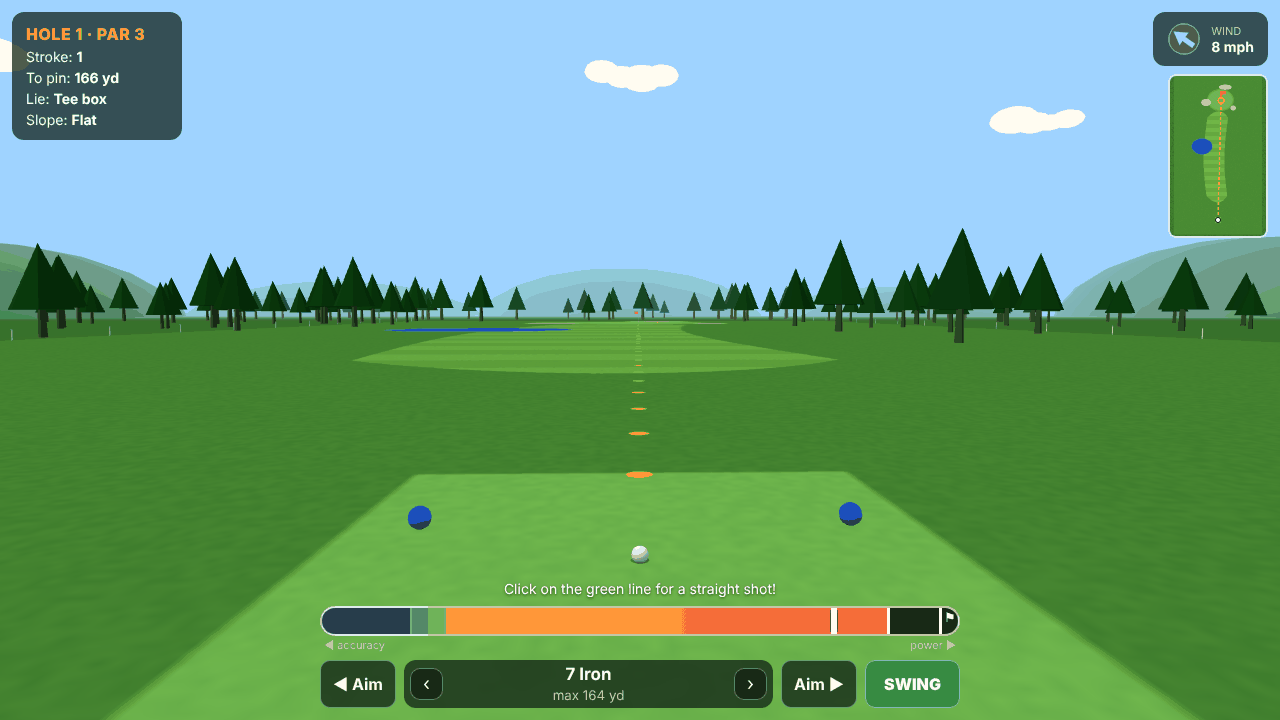 HOLE 1 · PAR 3
Stroke: 1
To pin: 166 yd
Lie: Tee box
Slope: Flat
WIND
8 mph
Click on the green line for a straight shot!
◀ accuracy
power ▶
◀ Aim
‹
7 Iron
max 164 yd
›
Aim ▶
SWING